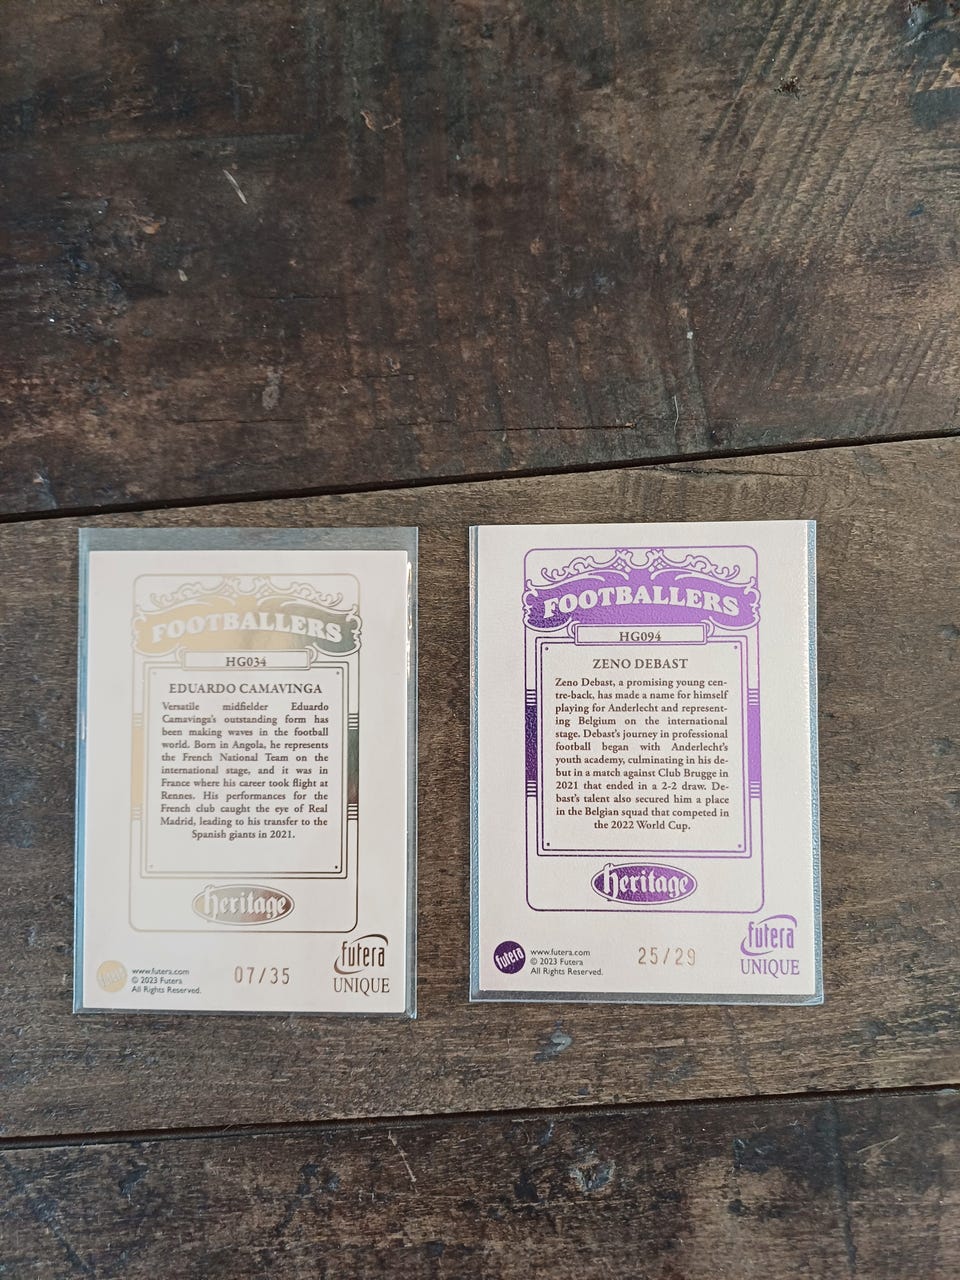 FOOTBALLERS
HG034
EDUARDO CAMAVINGA
Versatile midfielder Eduardo
Camavinga's outstanding form has
been making waves in the football
world. Born in Angola, he represents
the French National Team on the
international stage, and it was in
France where his career took flight at
Rennes. His performances for the
French club caught the eye of Real
Madrid, leading to his transfer to the
Spanish giants in 2021.
heritage
futera
www.futera.com
© 2023 Futera
All Rights Reserved.
07/35
futera
UNIQUE
FOOTBALLERS
HG094
ZENO DEBAST
Zeno Debast, a promising young cen-
tre-back, has made a name for himself
playing for Anderlecht and represent-
ing Belgium on the international
stage. Debast's journey in professional
football began with Anderlecht's
youth academy, culminating in his de-
but in a match against Club Brugge in
2021 that ended in a 2-2 draw. De-
bast's talent also secured him a place
in the Belgian squad that competed in
the 2022 World Cup.
heritage
futera
www.futera.com
© 2023 Futera
All Rights Reserved.
25/29
futera
UNIQUE